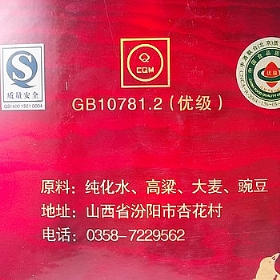 质量安全
CQM
GB10781.2 (优级)
原料：纯化水、高粱、大麦、豌豆
地址：山西省汾阳市杏花村
电话：0358-7229562